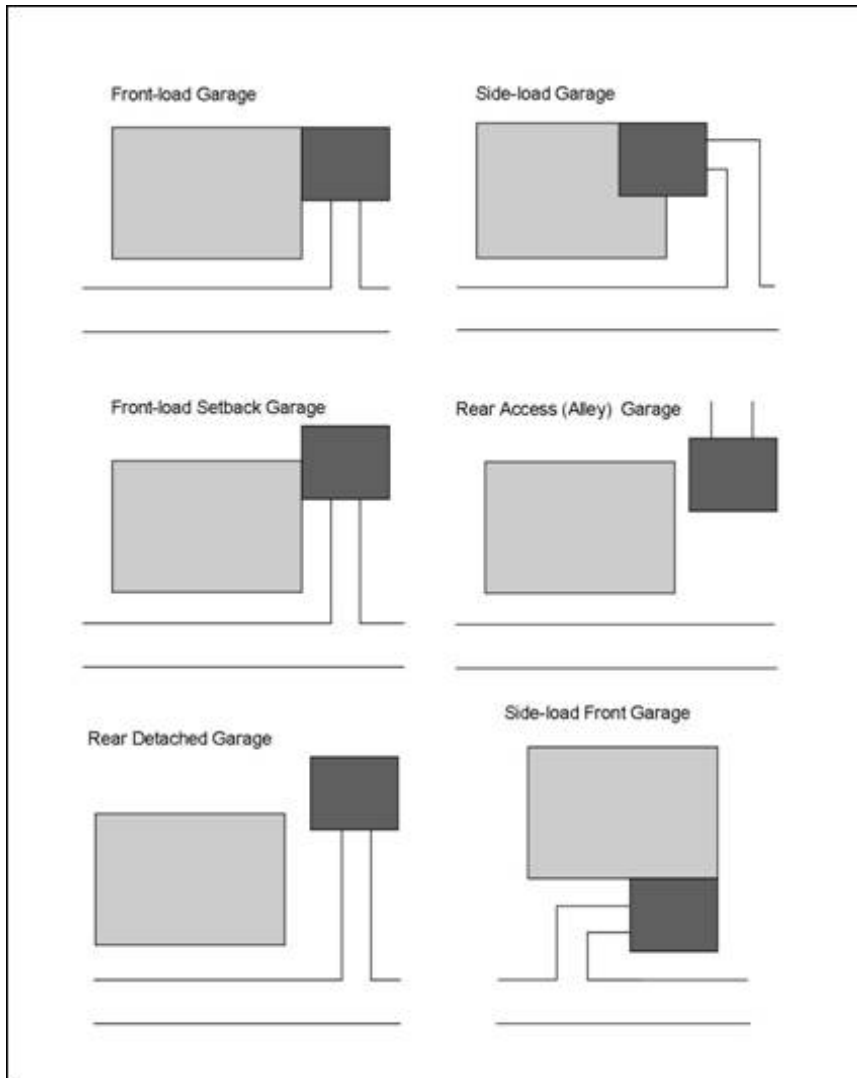 Front-load Garage
Side-load Garage
Front-load Setback Garage
Rear Access (Alley) Garage
Rear Detached Garage
Side-load Front Garage